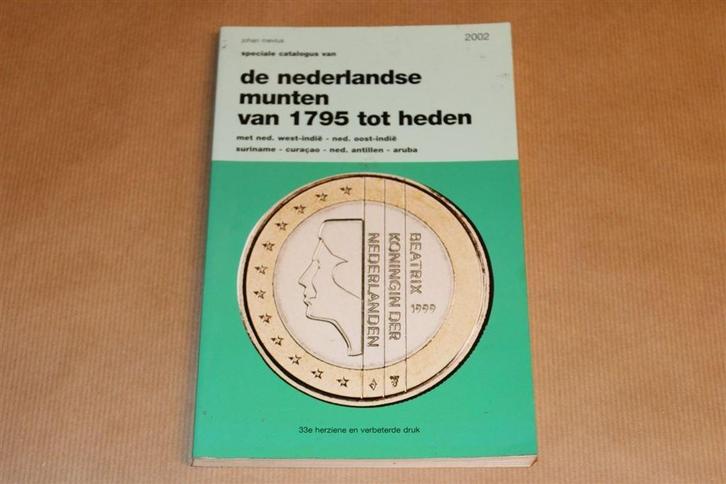 johan mevius
2002
speciale catalogus van
de nederlandse
munten
van 1795 tot heden
met ned. west-indië - ned. oost-indië
suriname - curaçao - ned. antillen - aruba
BEATRIX 1999
KONINGIN DER
NEDERLANDEN
33e herziene en verbeterde druk